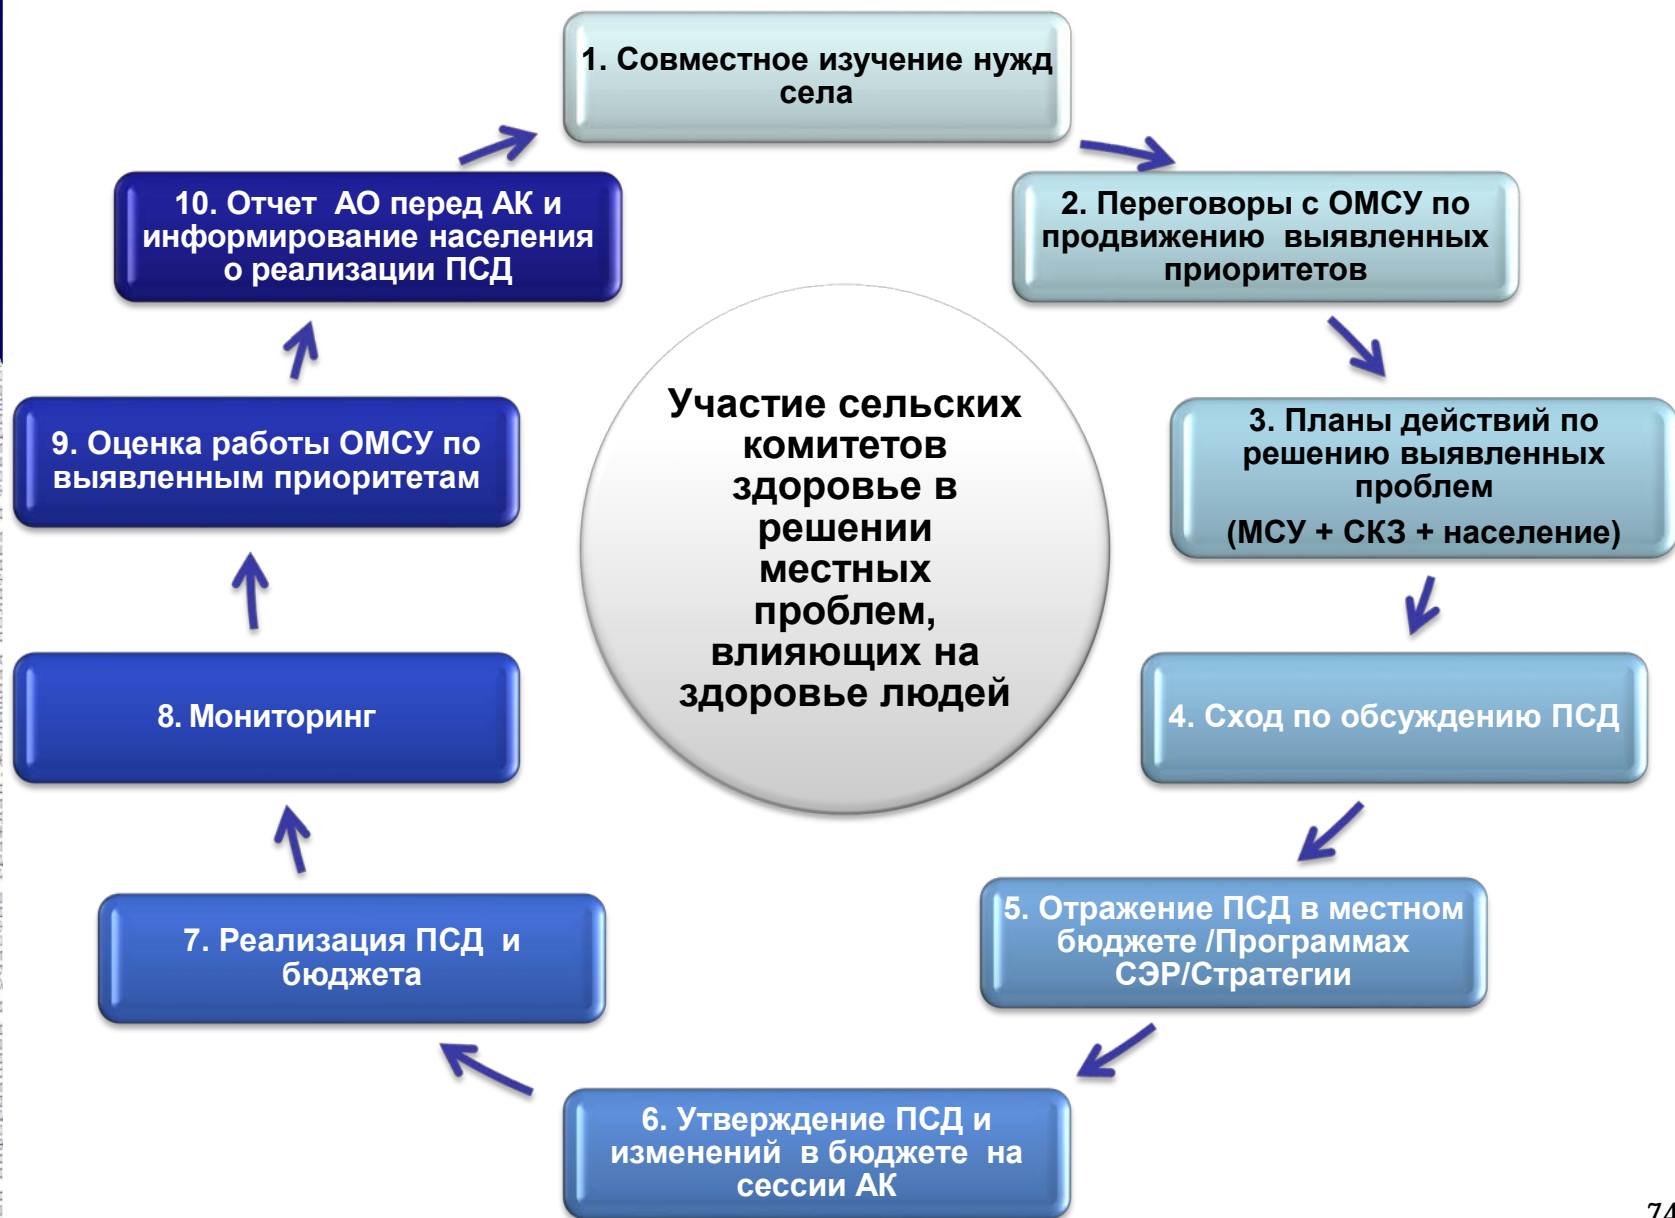 1. Совместное изучение нужд
села
10. Отчет АО перед АК и
информирование населения
о реализации ПСД
2. Переговоры с ОМСУ по
продвижению выявленных
приоритетов
Участие сельских
комитетов
здоровье в
решении
местных
проблем,
влияющих на
здоровье людей
9. Оценка работы ОМСУ по
выявленным приоритетам
3. Планы действий по
решению выявленных
проблем
(МСУ + СКЗ + население)
8. Мониторинг
4. Сход по обсуждению ПСД
7. Реализация ПСД и
бюджета
5. Отражение ПСД в местном
бюджете /Программах
СЭР/Стратегии
6. Утверждение ПСД и
изменений в бюджете на
сессии АК
74